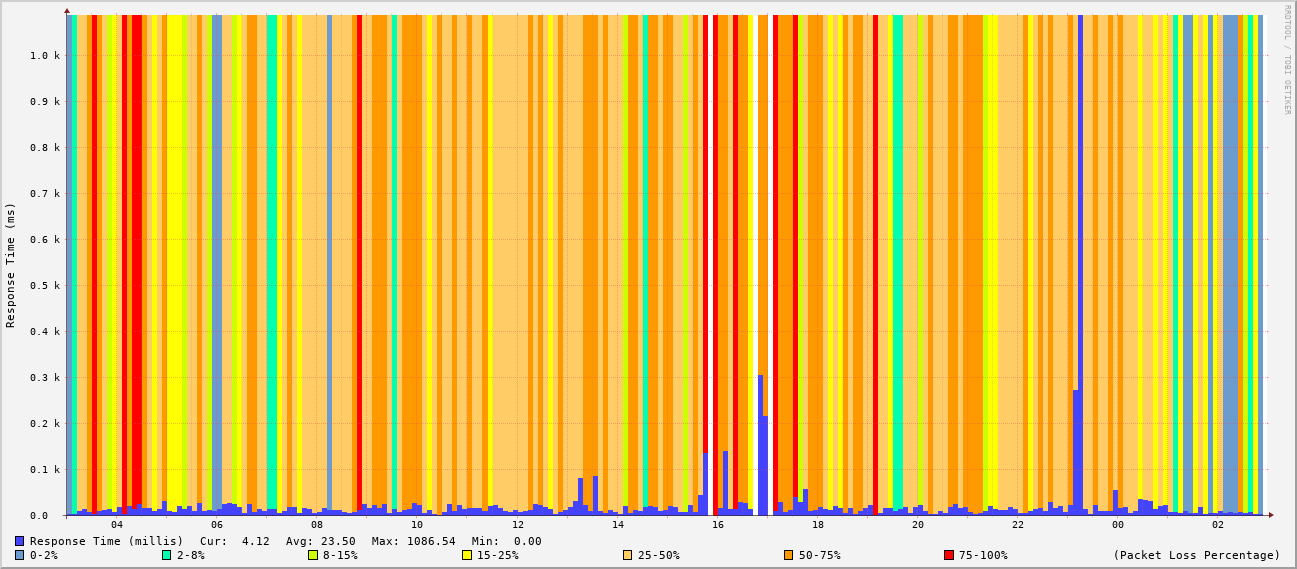 RRDTOOL / TOBI OETIKER
Response Time (ms)
1.0 k
0.9 k
0.8 k
0.7 k
0.6 k
0.5 k
0.4 k
0.3 k
0.2 k
0.1 k
0.0
04 06 08 10 12 14 16 18 20 22 00 02
Response Time (millis) Cur: 4.12 Avg: 23.50 Max: 1086.54 Min: 0.00
0-2% 2-8% 8-15% 15-25% 25-50% 50-75% 75-100% (Packet Loss Percentage)